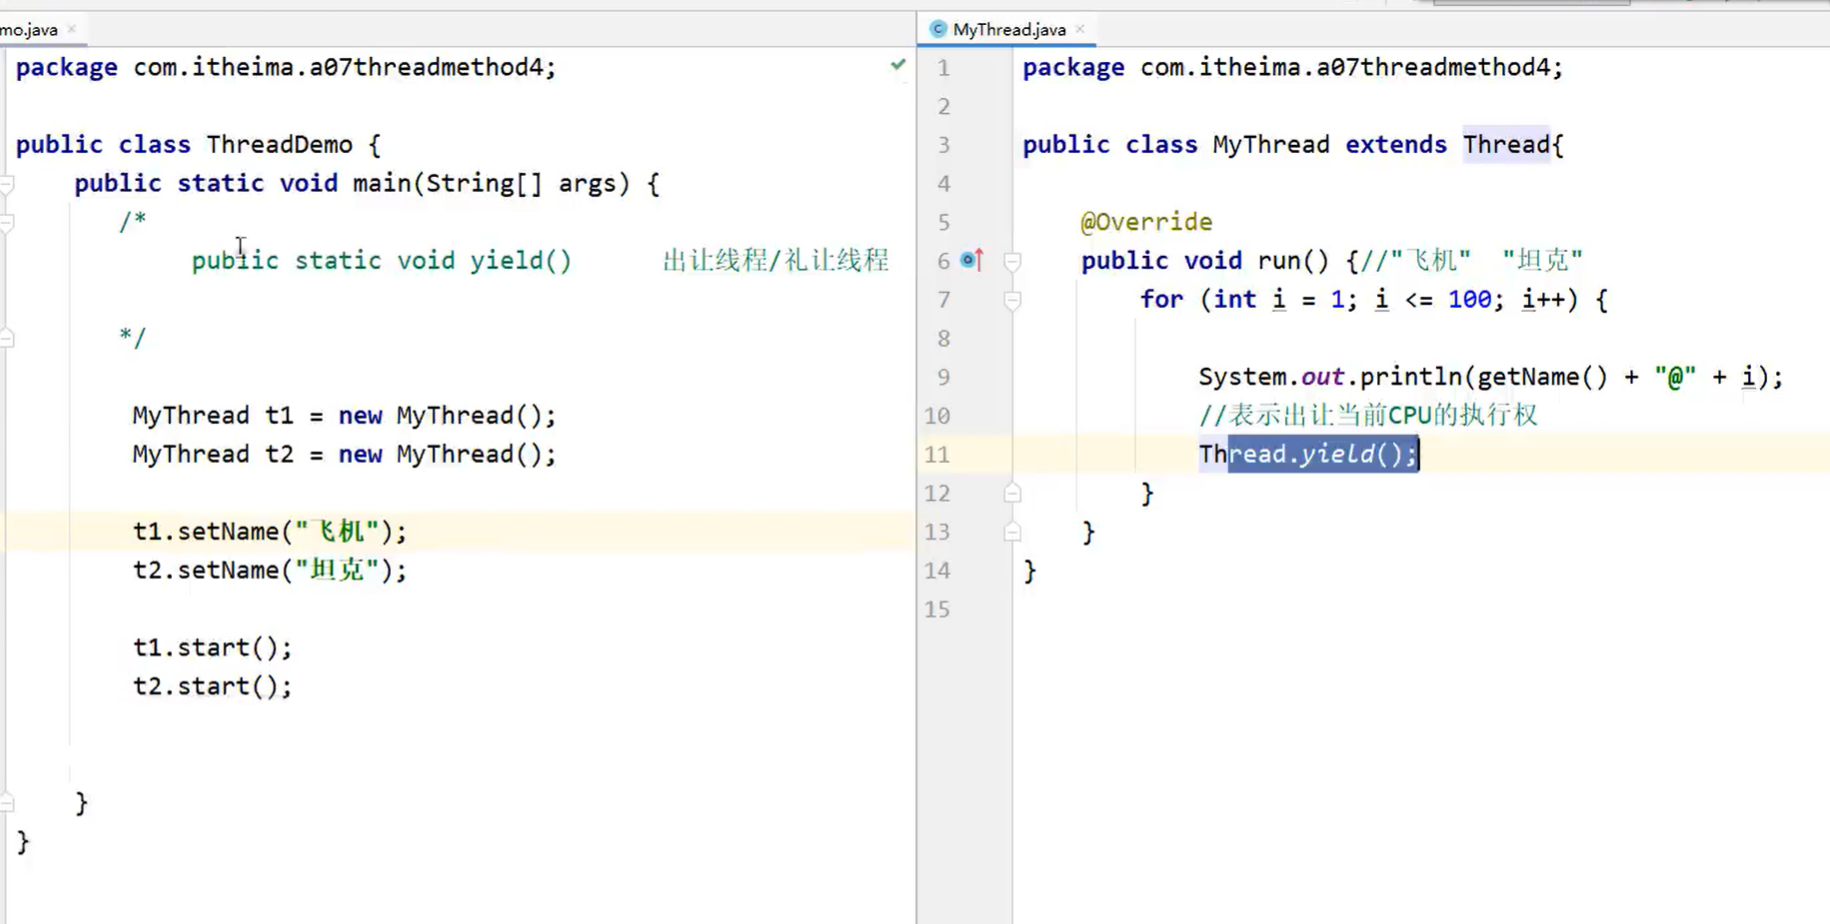 mo.java
package com.itheima.a07threadmethod4;
public class ThreadDemo {
public static void main(String[] args) {
/*
public static void yield() 出让线程/礼让线程
*/
MyThread t1 = new MyThread();
MyThread t2 = new MyThread();
t1.setName("飞机");
t2.setName("坦克");
t1.start();
t2.start();
}
}
MyThread.java
1 package com.itheima.a07threadmethod4;
2
3 public class MyThread extends Thread{
4
5 @Override
6 public void run() {//"飞机" "坦克"
7 for (int i = 1; i <= 100; i++) {
8
9 System.out.println(getName() + "@" + i);
10 //表示出让当前CPU的执行权
11 Thread.yield();
12 }
13 }
14 }
15